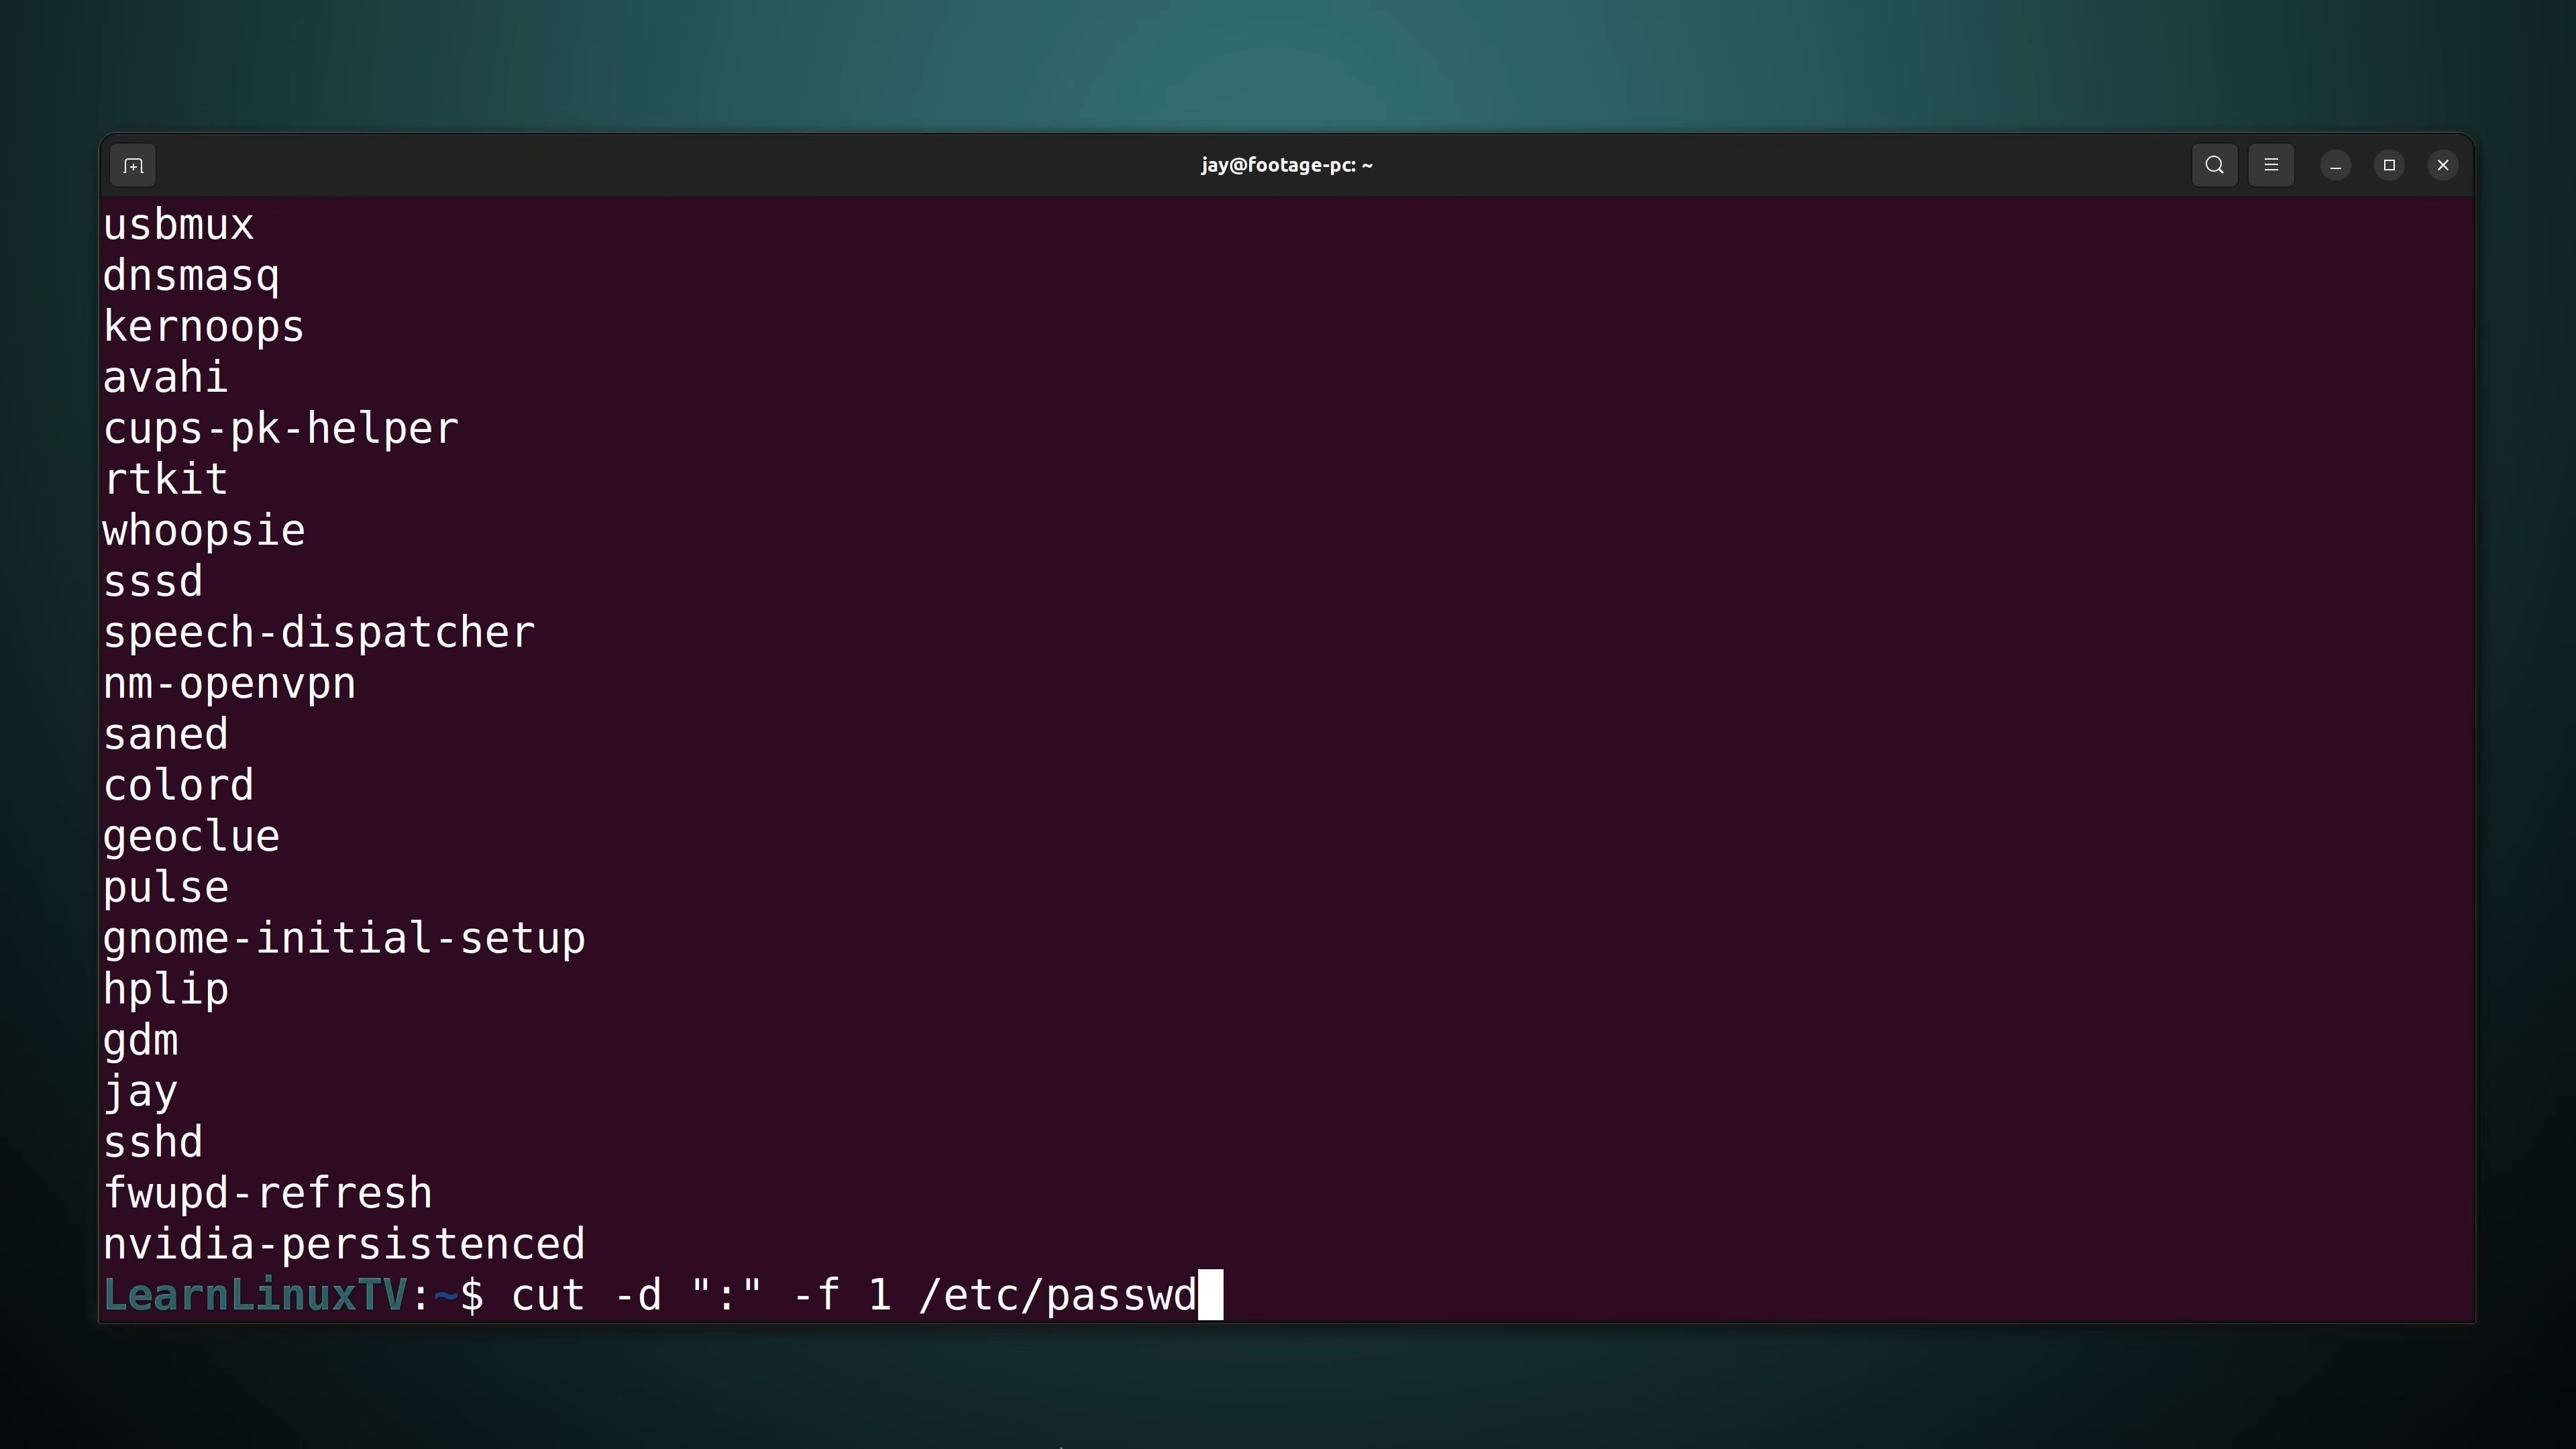 jay@footage-pc: ~
usbmux
dnsmasq
kernoops
avahi
cups-pk-helper
rtkit
whoopsie
sssd
speech-dispatcher
nm-openvpn
saned
colord
geoclue
pulse
gnome-initial-setup
hplip
gdm
jay
sshd
fwupd-refresh
nvidia-persistenced
LearnLinuxTV:~$ cut -d ":" -f 1 /etc/passwd